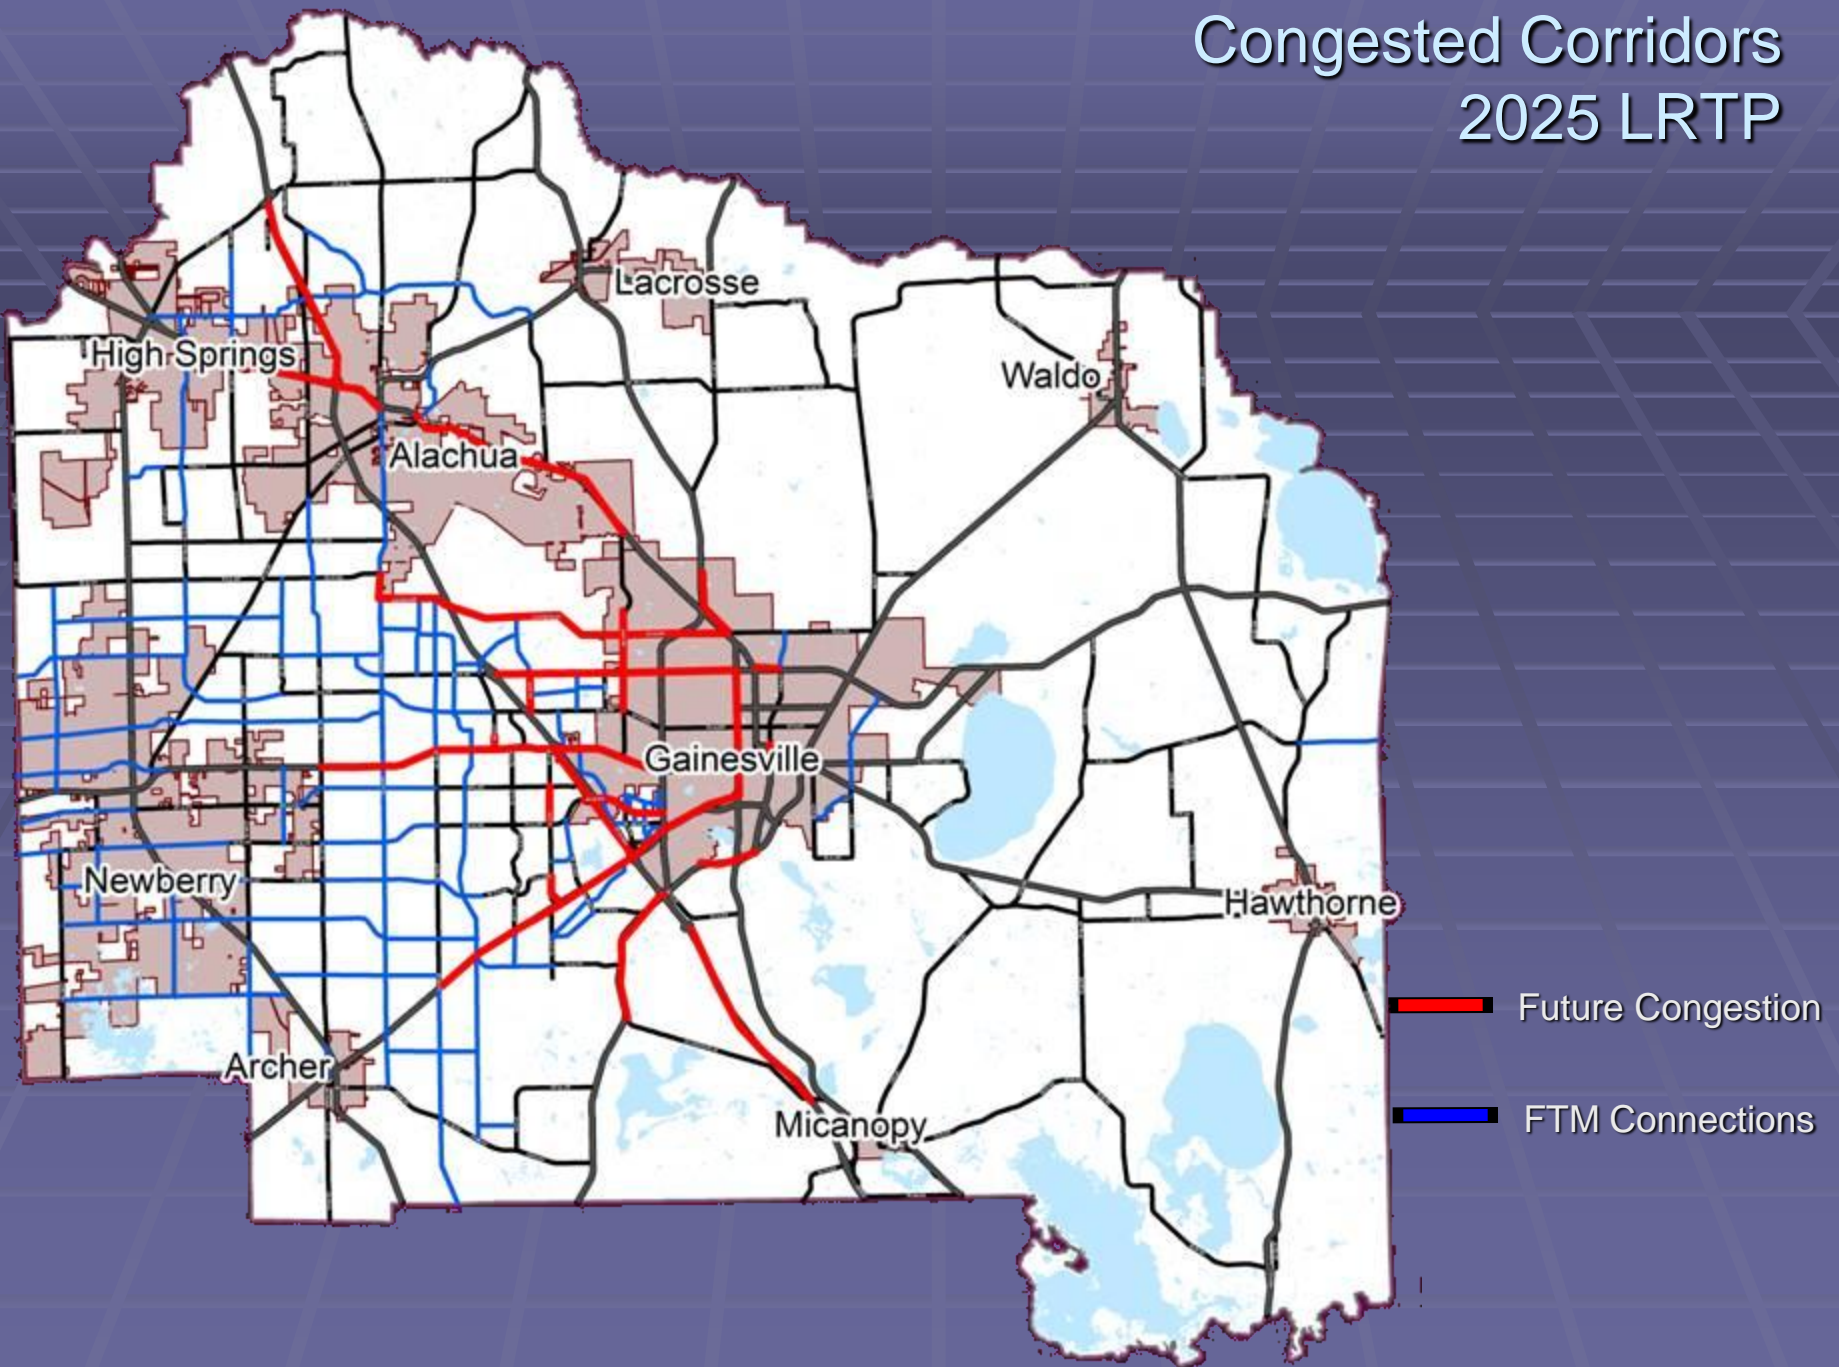 Congested Corridors
2025 LRTP
Lacrosse
High Springs
Waldo
Alachua
Gainesville
Newberry
Hawthorne
Future Congestion
Archer
FTM Connections
Micanopy